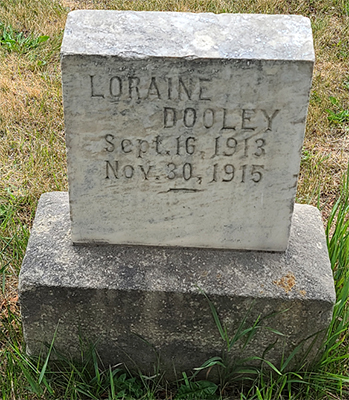 LORAINE
DOOLEY
Sept. 16, 1913
Nov. 30, 1915